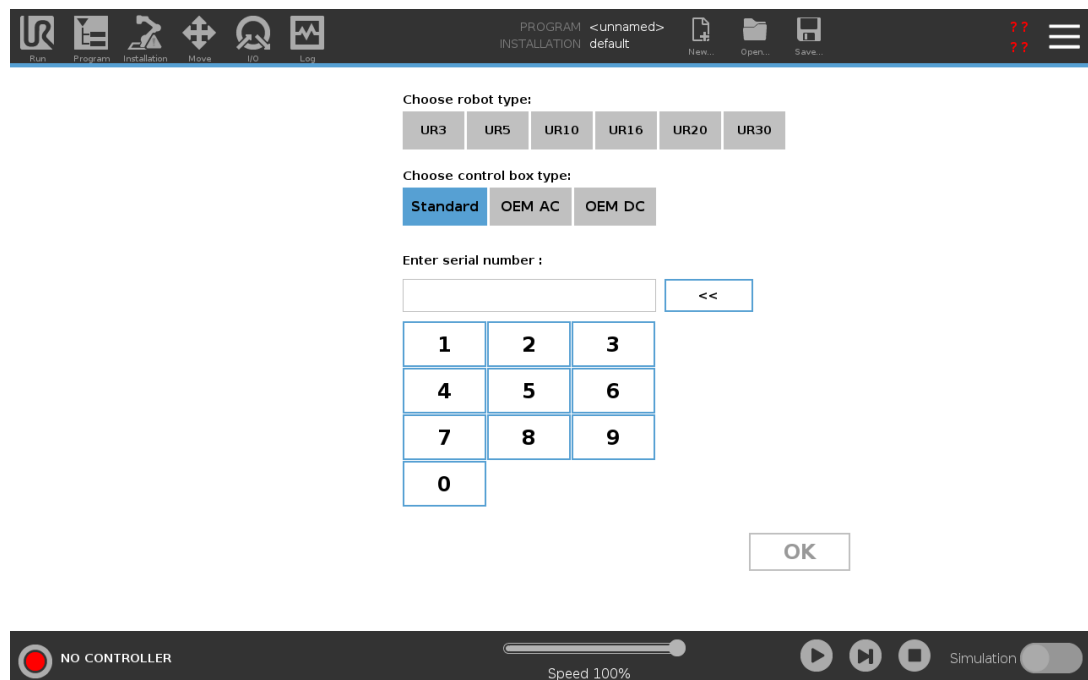 PROGRAM <unnamed>
INSTALLATION default
Run Program Installation Move I/O Log New... Open... Save...
? ?
? ?
Choose robot type:
UR3 UR5 UR10 UR16 UR20 UR30
Choose control box type:
Standard OEM AC OEM DC
Enter serial number :
<<
1 2 3
4 5 6
7 8 9
0
OK
NO CONTROLLER
Speed 100%
Simulation